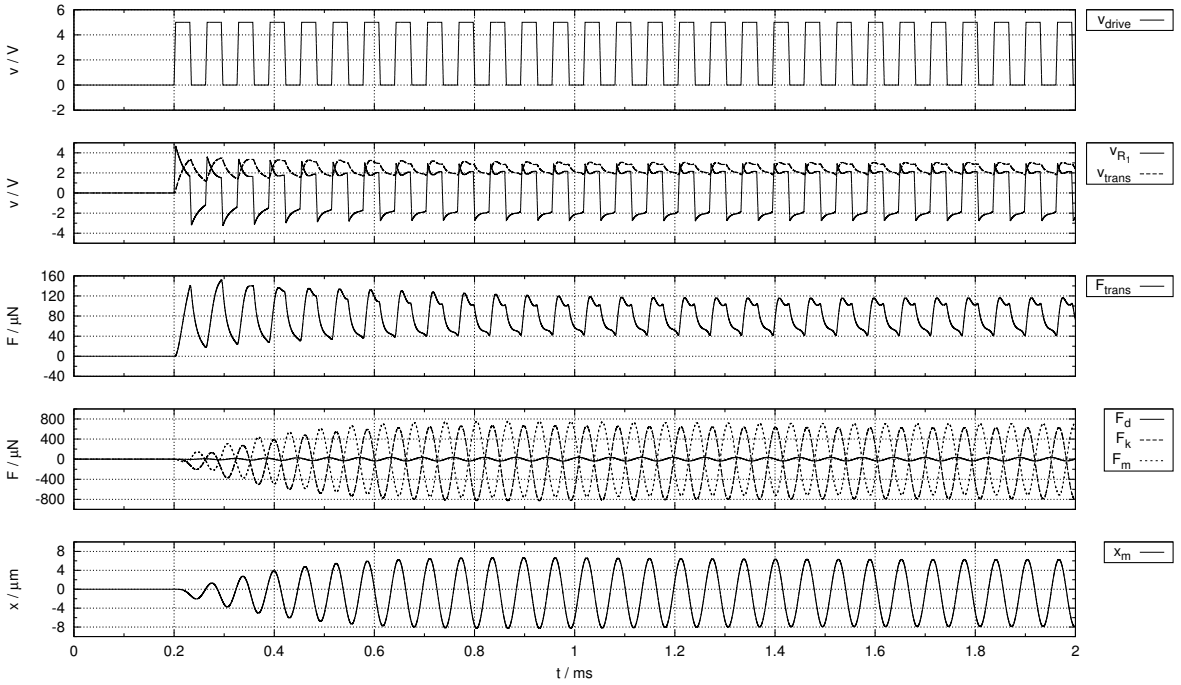 6
4
2
0
-2
v / V
v_drive
4
2
0
-2
-4
v / V
v_R1
v_trans
160
120
80
40
0
-40
F / μN
F_trans
800
400
0
-400
-800
F / μN
F_d
F_k
F_m
8
4
0
-4
-8
x / μm
x_m
0 0.2 0.4 0.6 0.8 1 1.2 1.4 1.6 1.8 2
t / ms